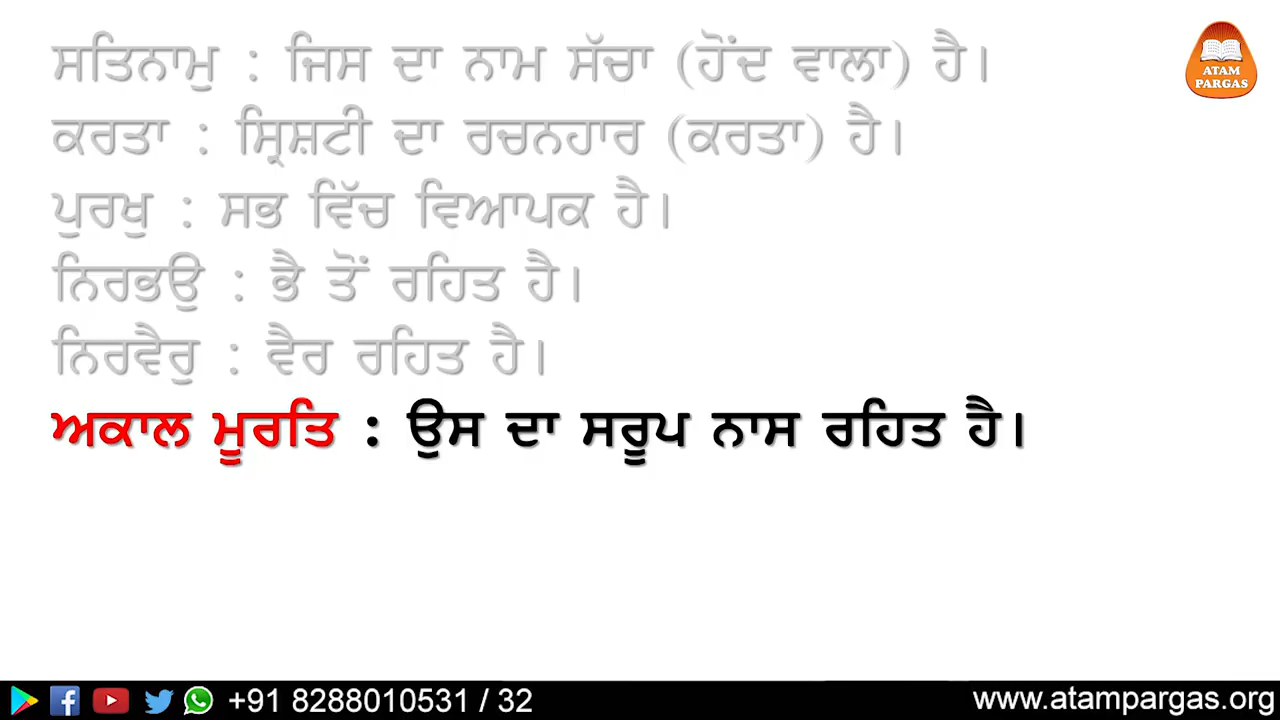 ਸਤਿਨਾਮੁ : ਜਿਸ ਦਾ ਨਾਮ ਸੱਚਾ (ਹੋਂਦ ਵਾਲਾ) ਹੈ।
ATAM
PARGAS
ਕਰਤਾ : ਸ੍ਰਿਸ਼ਟੀ ਦਾ ਰਚਨਹਾਰ (ਕਰਤਾ) ਹੈ।
ਪੁਰਖੁ : ਸਭ ਵਿੱਚ ਵਿਆਪਕ ਹੈ।
ਨਿਰਭਉ : ਭੈ ਤੋਂ ਰਹਿਤ ਹੈ।
ਨਿਰਵੈਰੁ : ਵੈਰ ਰਹਿਤ ਹੈ।
ਅਕਾਲ ਮੂਰਤਿ : ਉਸ ਦਾ ਸਰੂਪ ਨਾਸ ਰਹਿਤ ਹੈ।
+91 8288010531 / 32
www.atampargas.org